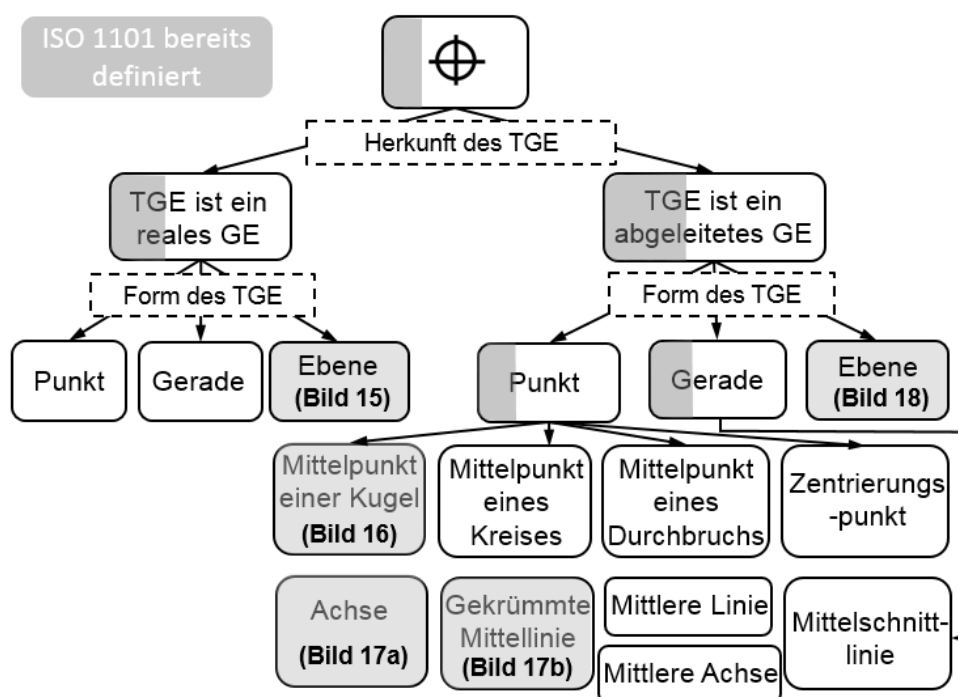 ISO 1101 bereits
definiert
Herkunft des TGE
TGE ist ein
reales GE
TGE ist ein
abgeleitetes GE
Form des TGE
Form des TGE
Punkt
Gerade
Ebene
(Bild 15)
Punkt
Gerade
Ebene
(Bild 18)
Mittelpunkt
einer Kugel
(Bild 16)
Mittelpunkt
eines
Kreises
Mittelpunkt
eines
Durchbruchs
Zentrierungs
-punkt
Achse
(Bild 17a)
Gekrümmte
Mittellinie
(Bild 17b)
Mittlere Linie
Mittlere Achse
Mittelschnitt-
linie